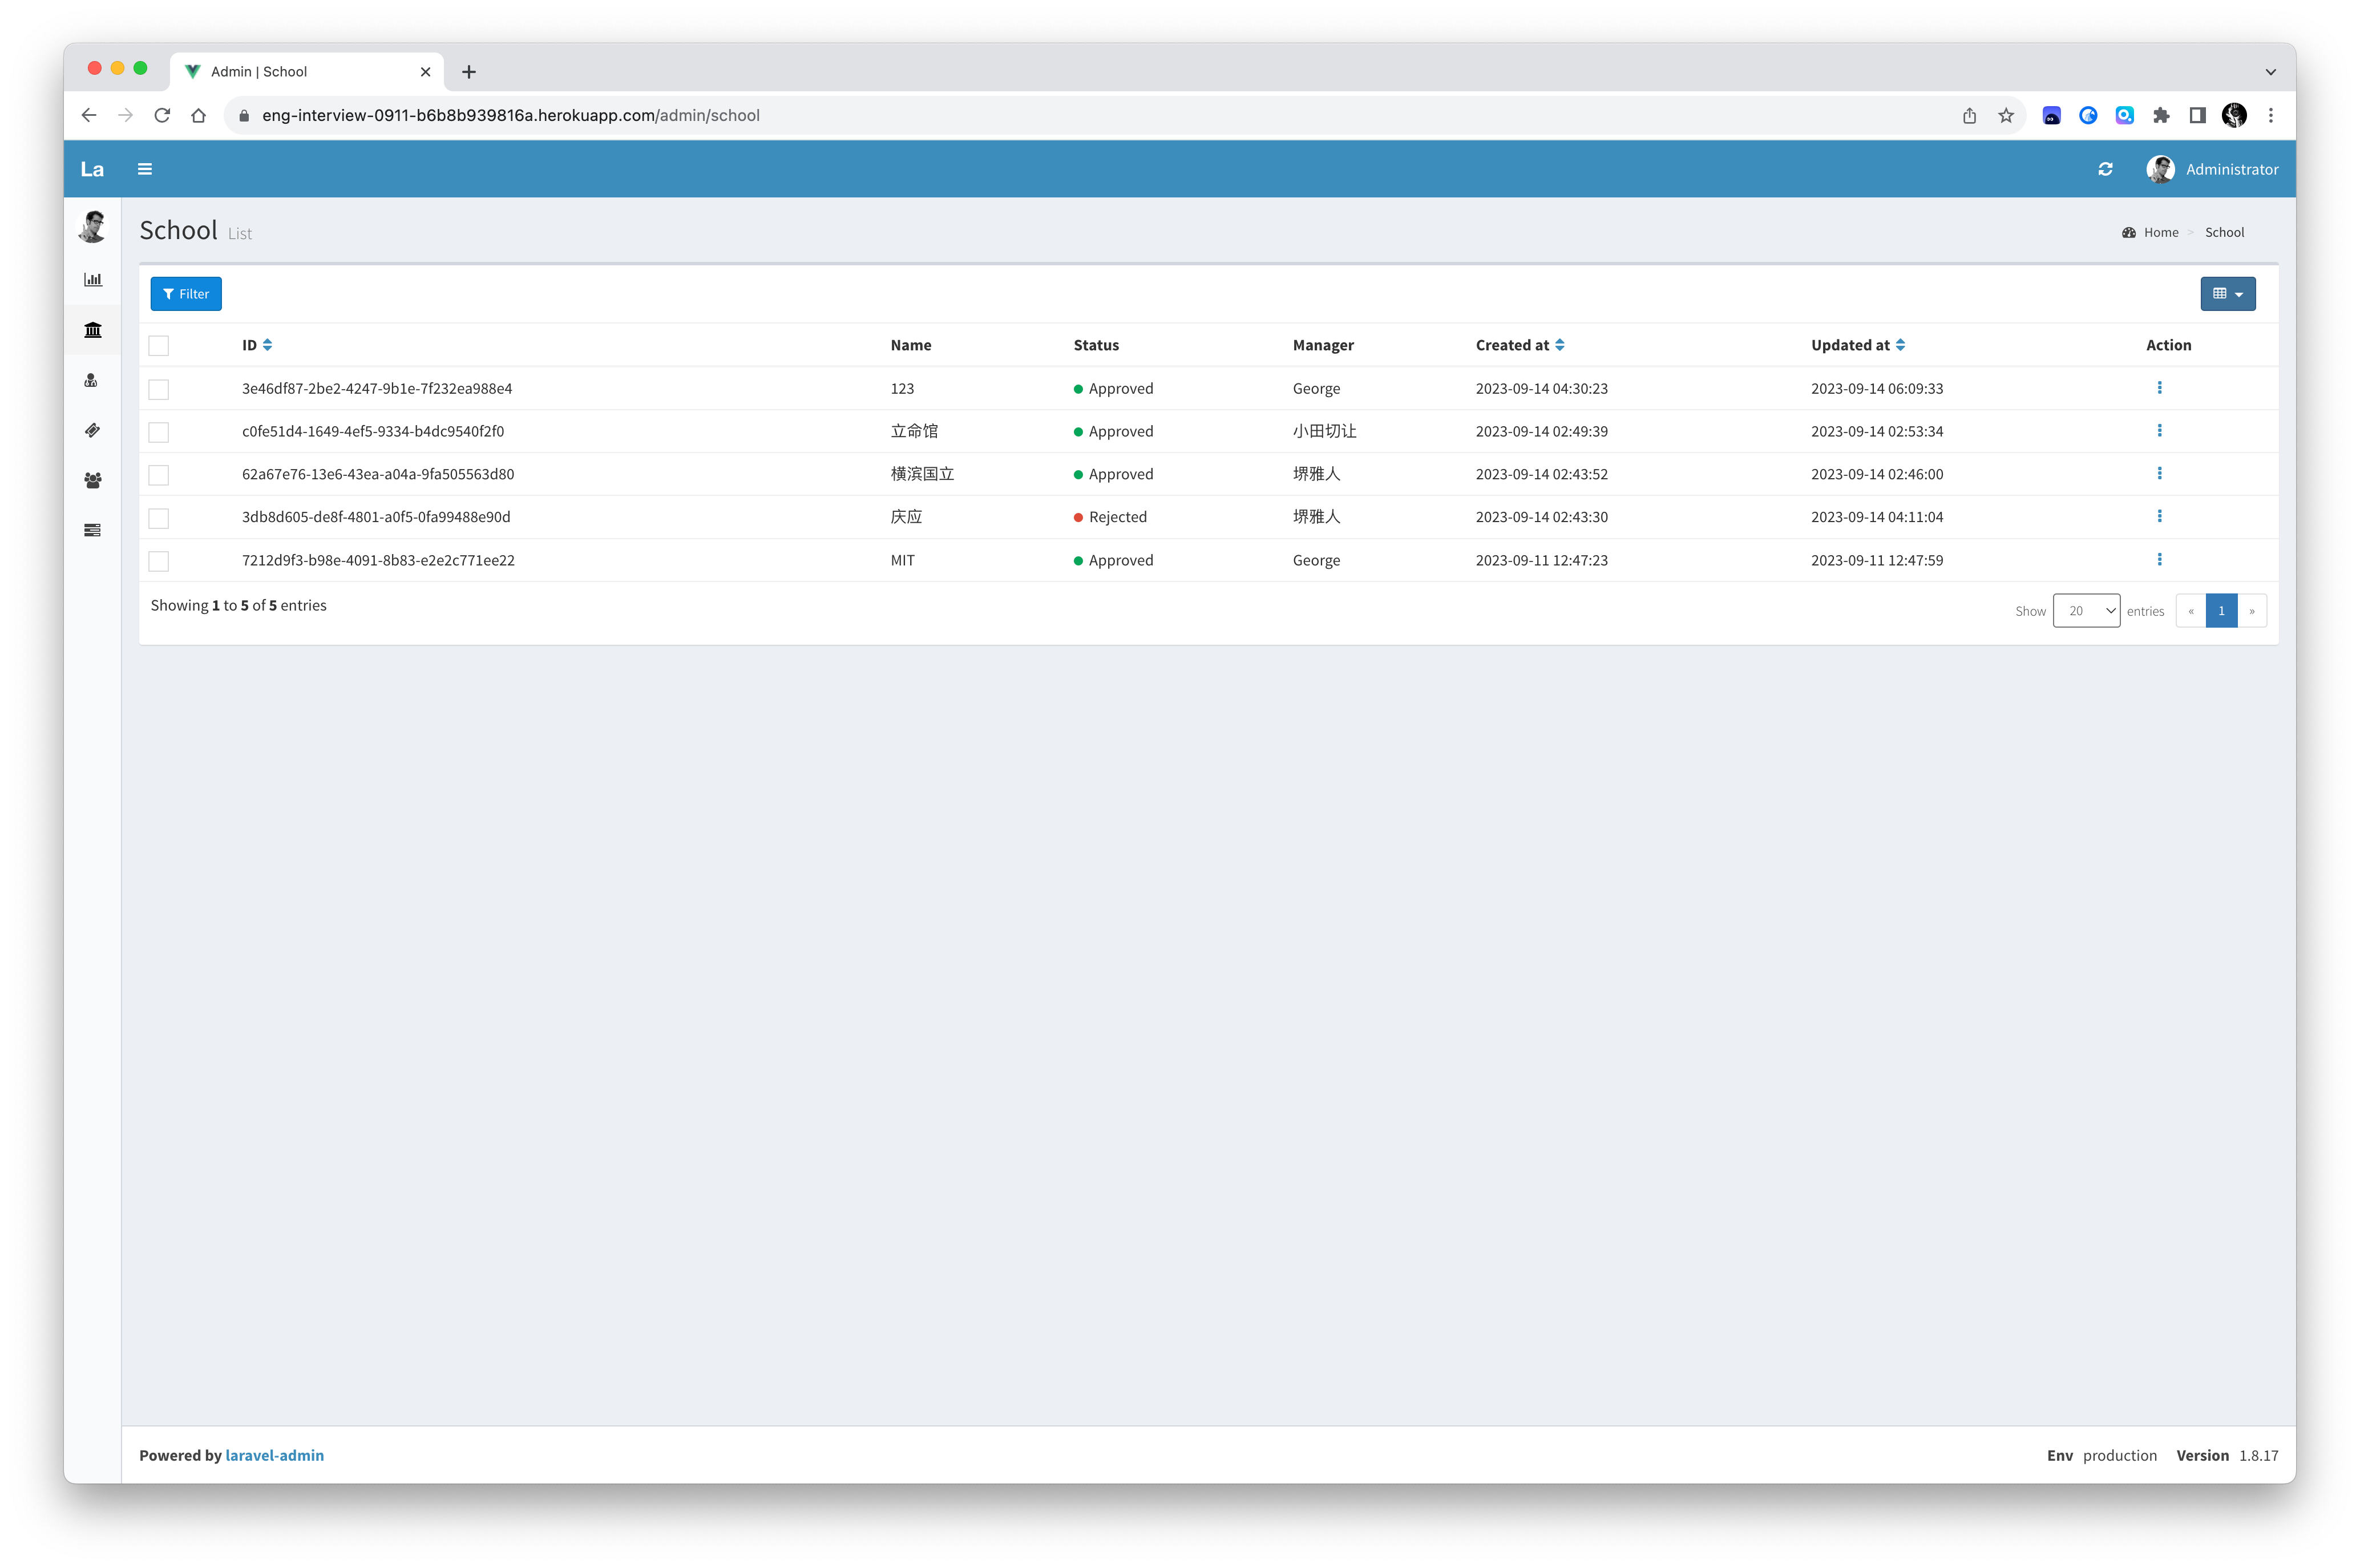 Admin | School
eng-interview-0911-b6b8b939816a.herokuapp.com/admin/school
La
Administrator
School List
Home > School
Filter
ID Name Status Manager Created at Updated at Action
3e46df87-2be2-4247-9b1e-7f232ea988e4 123 Approved George 2023-09-14 04:30:23 2023-09-14 06:09:33
c0fe51d4-1649-4ef5-9334-b4dc9540f2f0 立命馆 Approved 小田切让 2023-09-14 02:49:39 2023-09-14 02:53:34
62a67e76-13e6-43ea-a04a-9fa505563d80 横滨国立 Approved 堺雅人 2023-09-14 02:43:52 2023-09-14 02:46:00
3db8d605-de8f-4801-a0f5-0fa99488e90d 庆应 Rejected 堺雅人 2023-09-14 02:43:30 2023-09-14 04:11:04
7212d9f3-b98e-4091-8b83-e2e2c771ee22 MIT Approved George 2023-09-11 12:47:23 2023-09-11 12:47:59
Showing 1 to 5 of 5 entries
Show 20 entries « 1 »
Powered by laravel-admin
Env production Version 1.8.17